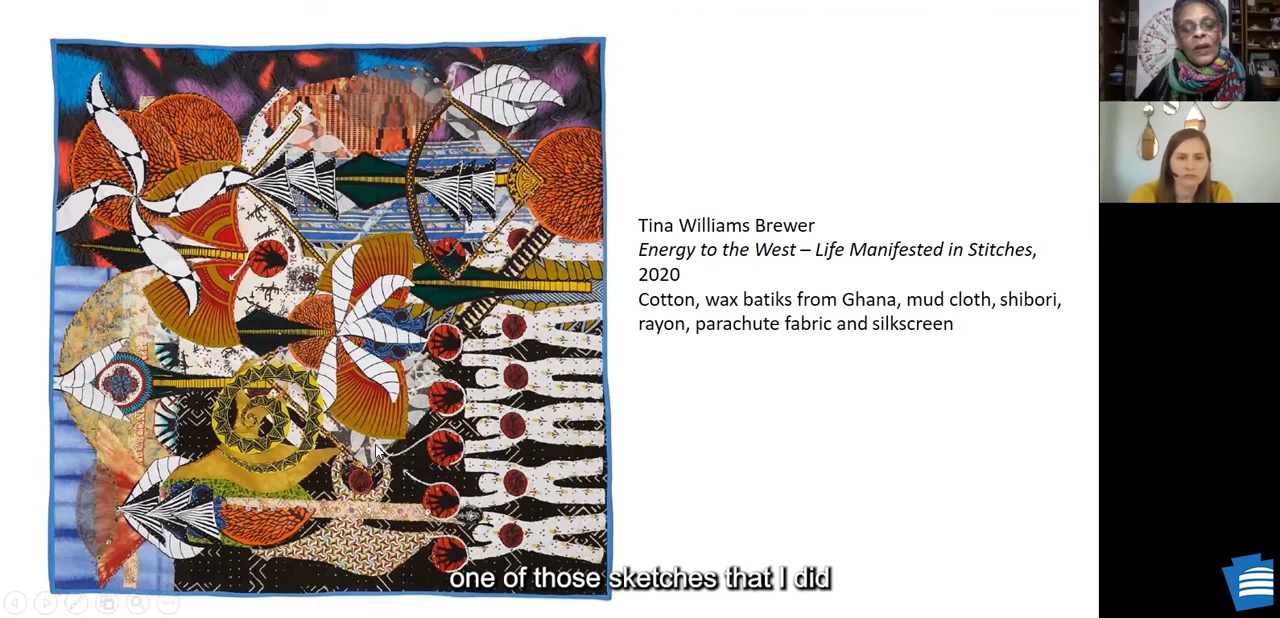 Tina Williams Brewer
Energy to the West – Life Manifested in Stitches,
2020
Cotton, wax batiks from Ghana, mud cloth, shibori,
rayon, parachute fabric and silkscreen
one of those sketches that I did